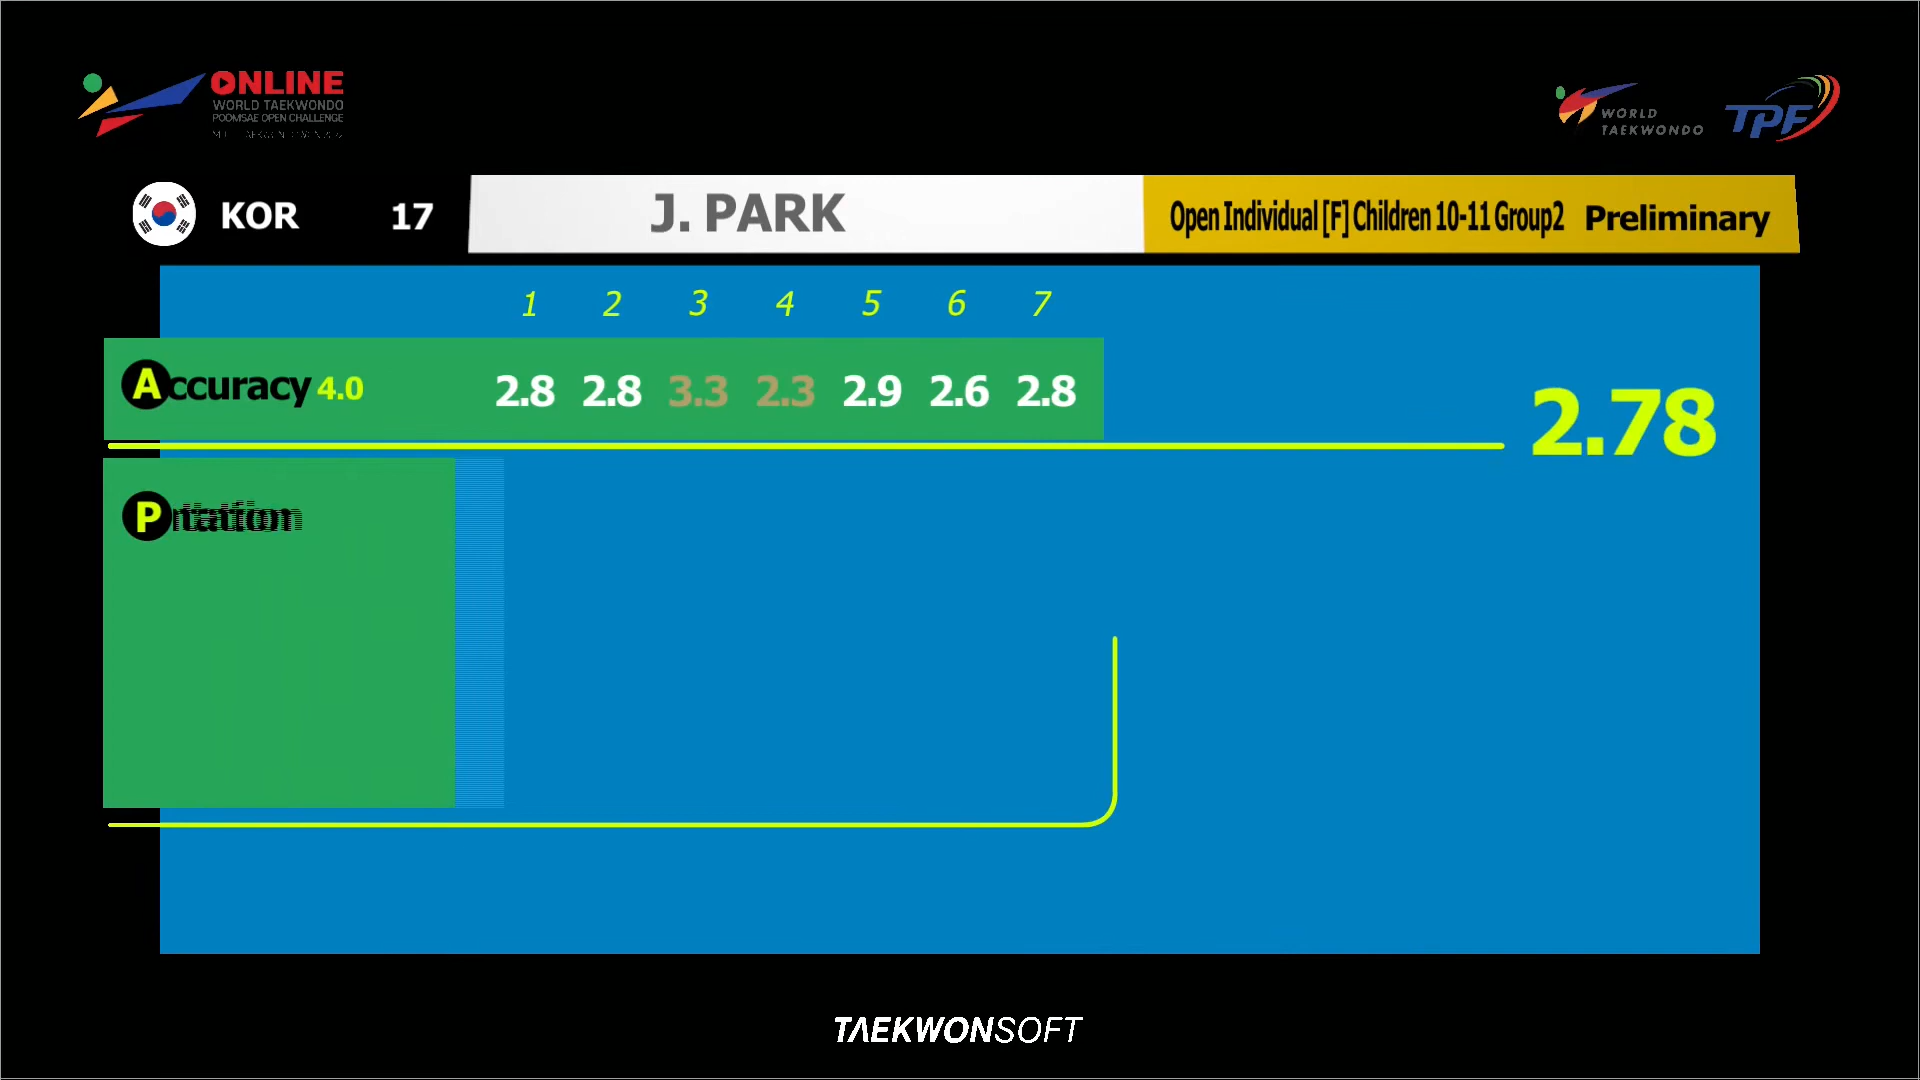 ONLINE
WORLD TAEKWONDO
POOMSAE OPEN CHALLENGE
WORLD
TAEKWONDO
TPF
KOR 17 J. PARK Open Individual [F] Children 10-11 Group2 Preliminary
1 2 3 4 5 6 7
Accuracy 4.0 2.8 2.8 3.3 2.3 2.9 2.6 2.8
2.78
P
TAEKWONSOFT